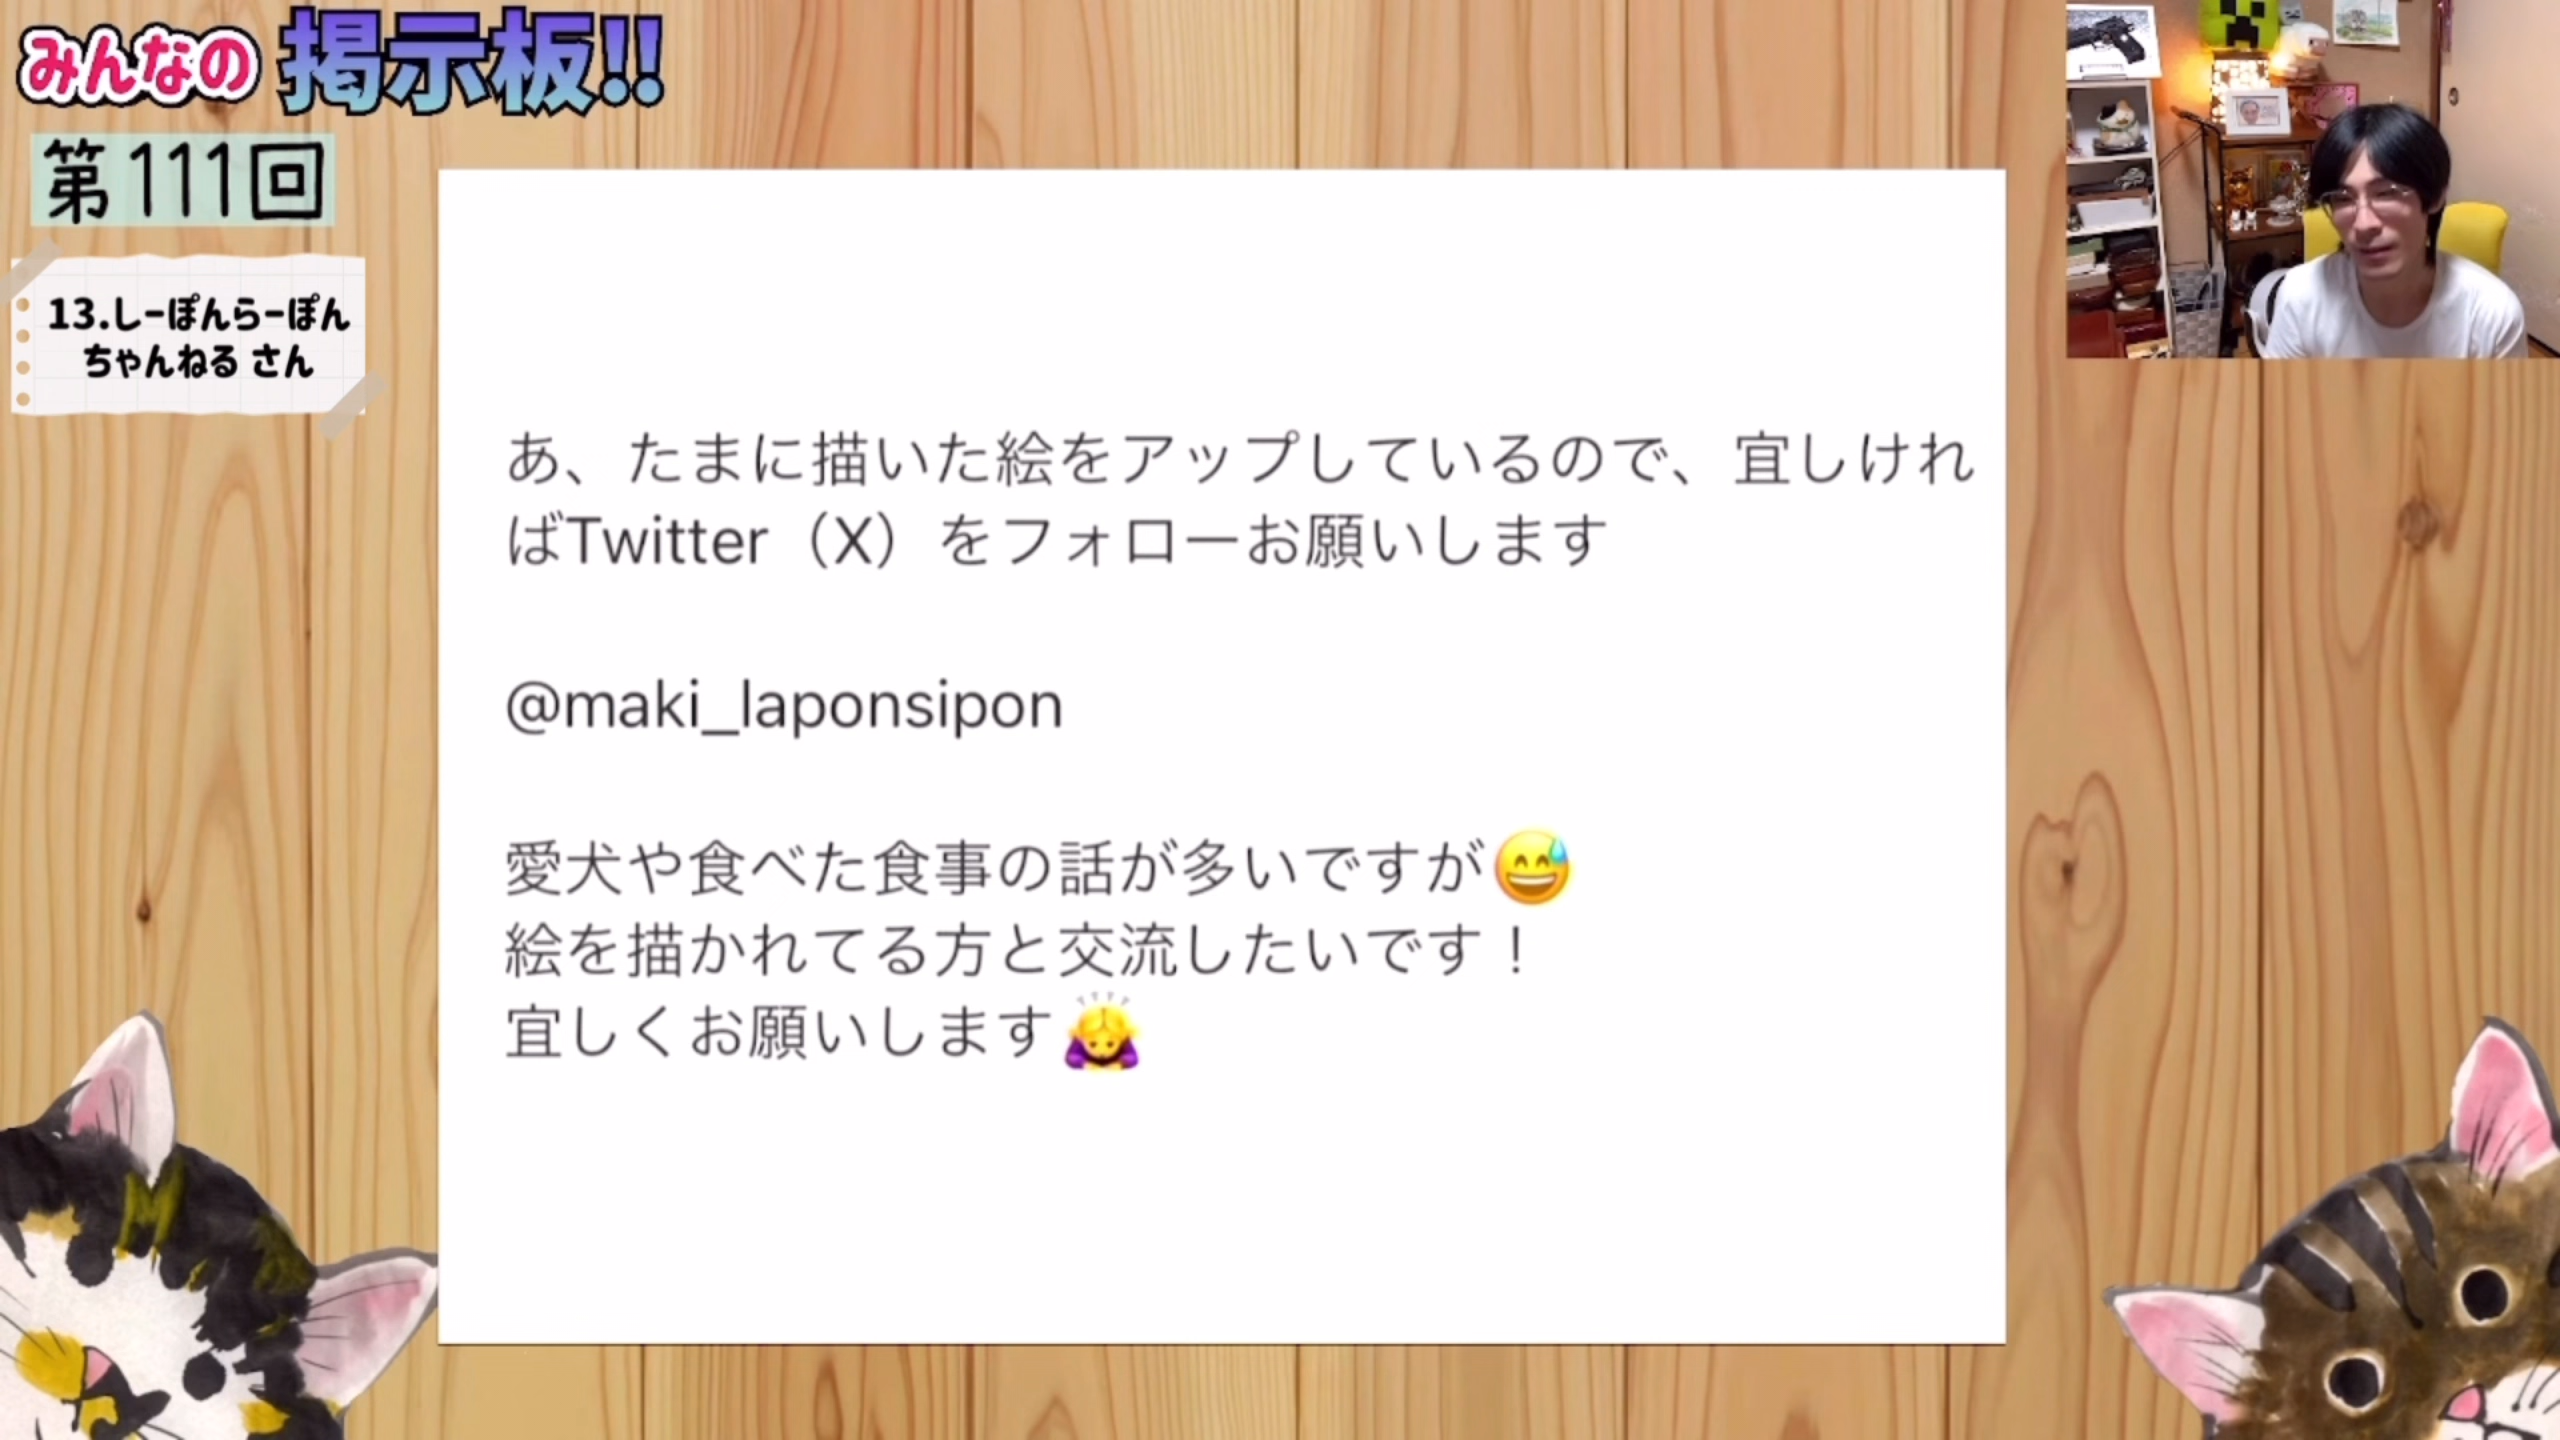 みんなの 掲示板!!
第111回
13.しーぽんらーぽん
ちゃんねる さん
あ、たまに描いた絵をアップしているので、宜しけれ
ばTwitter（X）をフォローお願いします
@maki_laponsipon
愛犬や食べた食事の話が多いですが😅
絵を描かれてる方と交流したいです！
宜しくお願いします🙇‍♀️